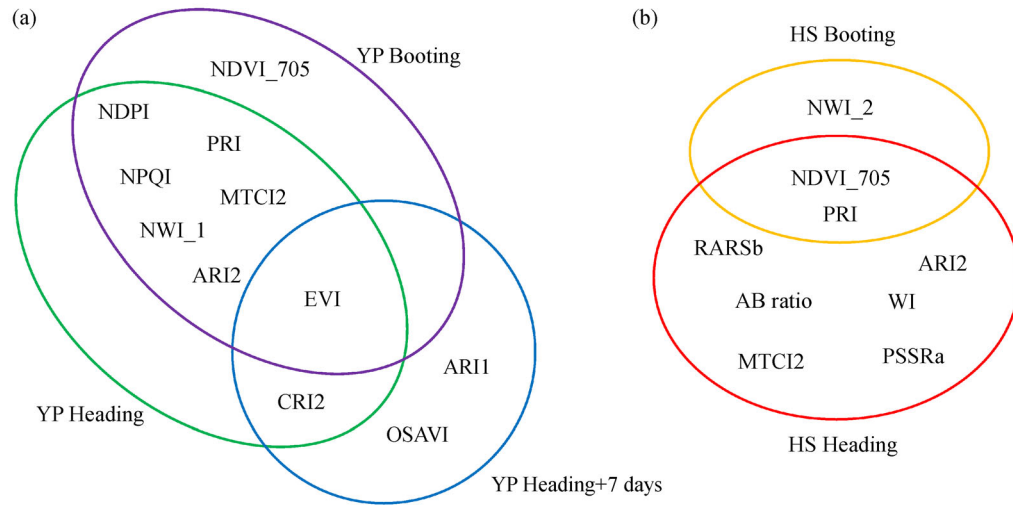 (a)
YP Booting
NDVI_705
NDPI
PRI
NPQI
MTCI2
NWI_1
ARI2
EVI
ARI1
CRI2
OSAVI
YP Heading
YP Heading+7 days
(b)
HS Booting
NWI_2
NDVI_705
PRI
RARSb
ARI2
AB ratio
WI
MTCI2
PSSRa
HS Heading